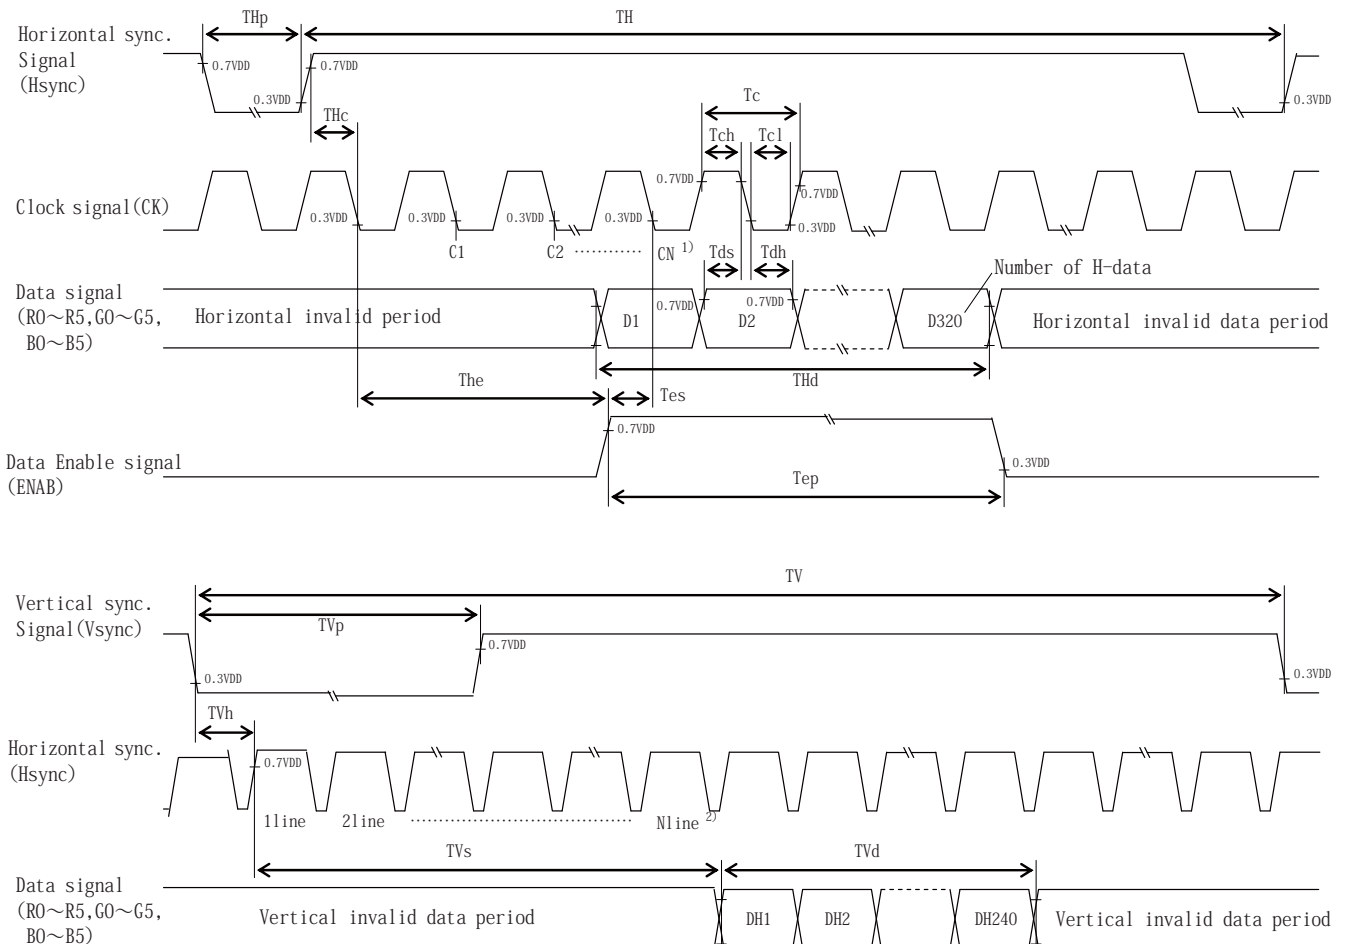 THp
TH
Horizontal sync.
Signal
(Hsync)
0.7VDD
0.7VDD
0.3VDD
0.3VDD
THc
Tc
Tch
Tcl
Clock signal(CK)
0.7VDD
0.7VDD
0.3VDD
0.3VDD
0.3VDD
0.3VDD
0.3VDD
C1
C2
CN 1)
Tds
Tdh
Number of H-data
Data signal
(R0～R5,G0～G5,
B0～B5)
Horizontal invalid period
0.7VDD
0.7VDD
D1
D2
D320
Horizontal invalid data period
The
THd
Tes
0.7VDD
Data Enable signal
(ENAB)
0.3VDD
Tep
TV
Vertical sync.
Signal(Vsync)
TVp
0.7VDD
0.3VDD
0.3VDD
TVh
Horizontal sync.
(Hsync)
0.7VDD
1line
2line
Nline 2)
TVs
TVd
Data signal
(R0～R5,G0～G5,
B0～B5)
Vertical invalid data period
DH1
DH2
DH240
Vertical invalid data period